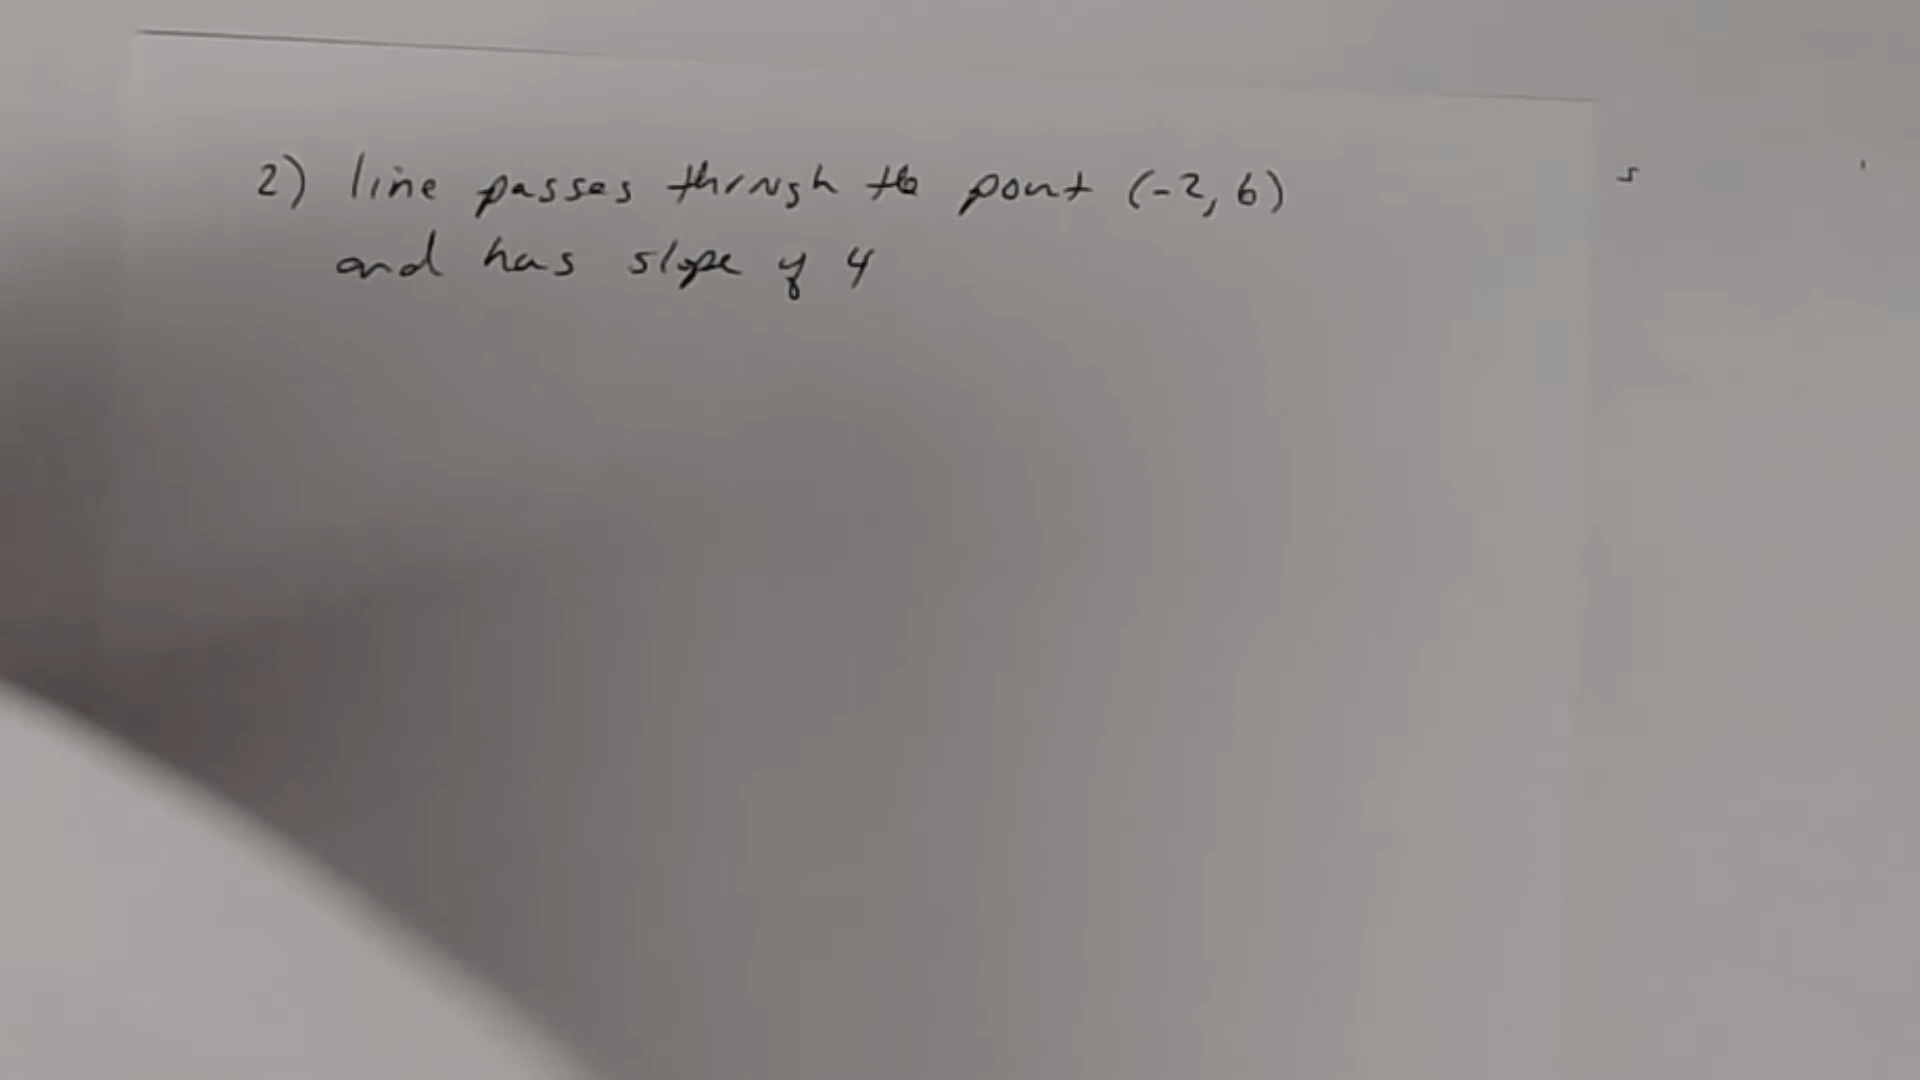 2) line passes through the point (-2, 6)
and has slope of 4